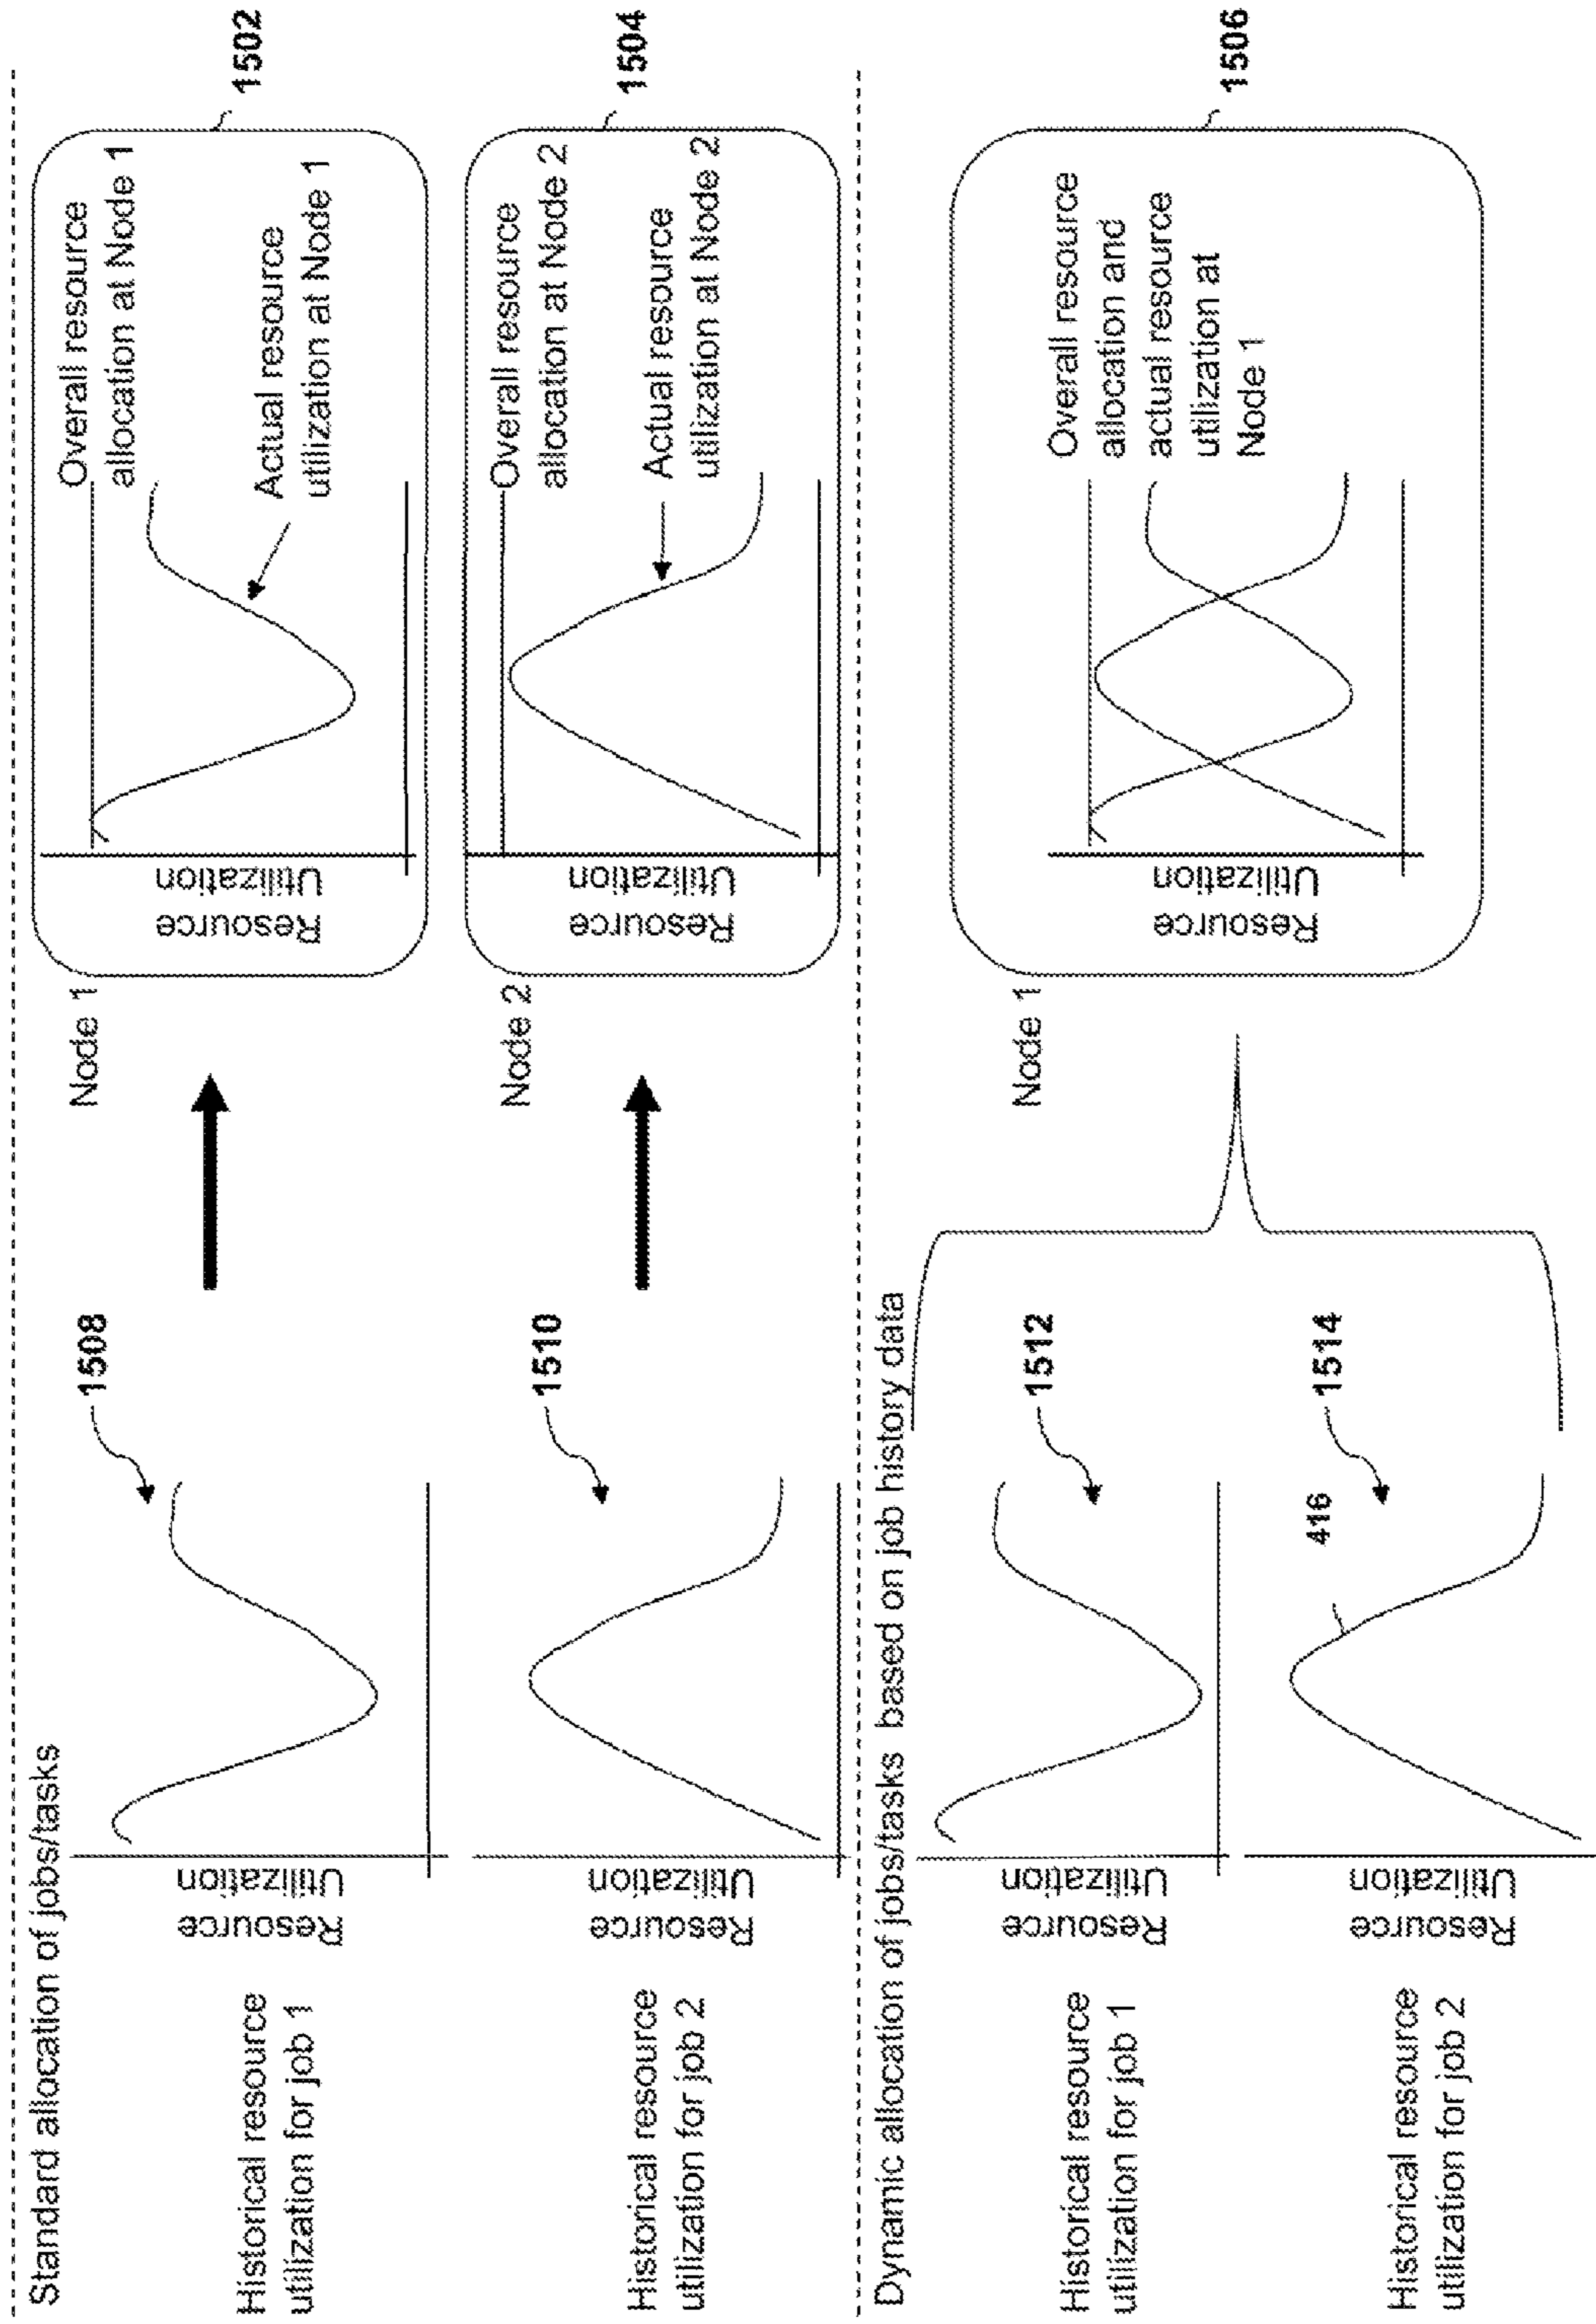 Standard allocation of jobs/tasks
Historical resource
utilization for job 1
Resource
Utilization
1508
Node 1
Resource
Utilization
Overall resource
allocation at Node 1
Actual resource
utilization at Node 1
1502
Historical resource
utilization for job 2
Resource
Utilization
1510
Node 2
Resource
Utilization
Overall resource
allocation at Node 2
Actual resource
utilization at Node 2
1504
Dynamic allocation of jobs/tasks based on job history data
Historical resource
utilization for job 1
Resource
Utilization
1512
Historical resource
utilization for job 2
Resource
Utilization
416
1514
Node 1
Resource
Utilization
Overall resource
allocation and
actual resource
utilization at
Node 1
1506